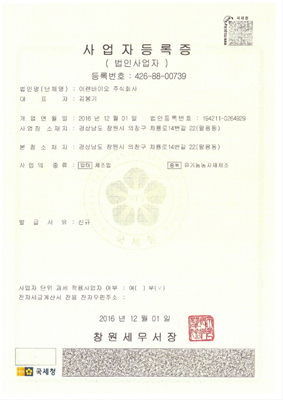 사업자등록증
( 법인사업자 )
등록번호 : 426-88-00739
법인명(단체명) : 이런바이오 주식회사
대 표 자 : 김봉기
개 업 연 월 일 : 2016 년 12 월 01 일 법인등록번호 : 194211-0264929
사업장 소재지 : 경상남도 창원시 의창구 차룡로14번길 22(팔용동)
본 점 소 재 지 : 경상남도 창원시 의창구 차룡로14번길 22(팔용동)
사 업 의 종 류 : 업태 제조업 종목 유기농농자재제조
발 급 사 유 : 신규
사업자 단위 과세 적용사업자 여부 : 여( ) 부(∨)
전자세금계산서 전용 전자우편주소 :
2016 년 12 월 01 일
창원세무서장
국세청